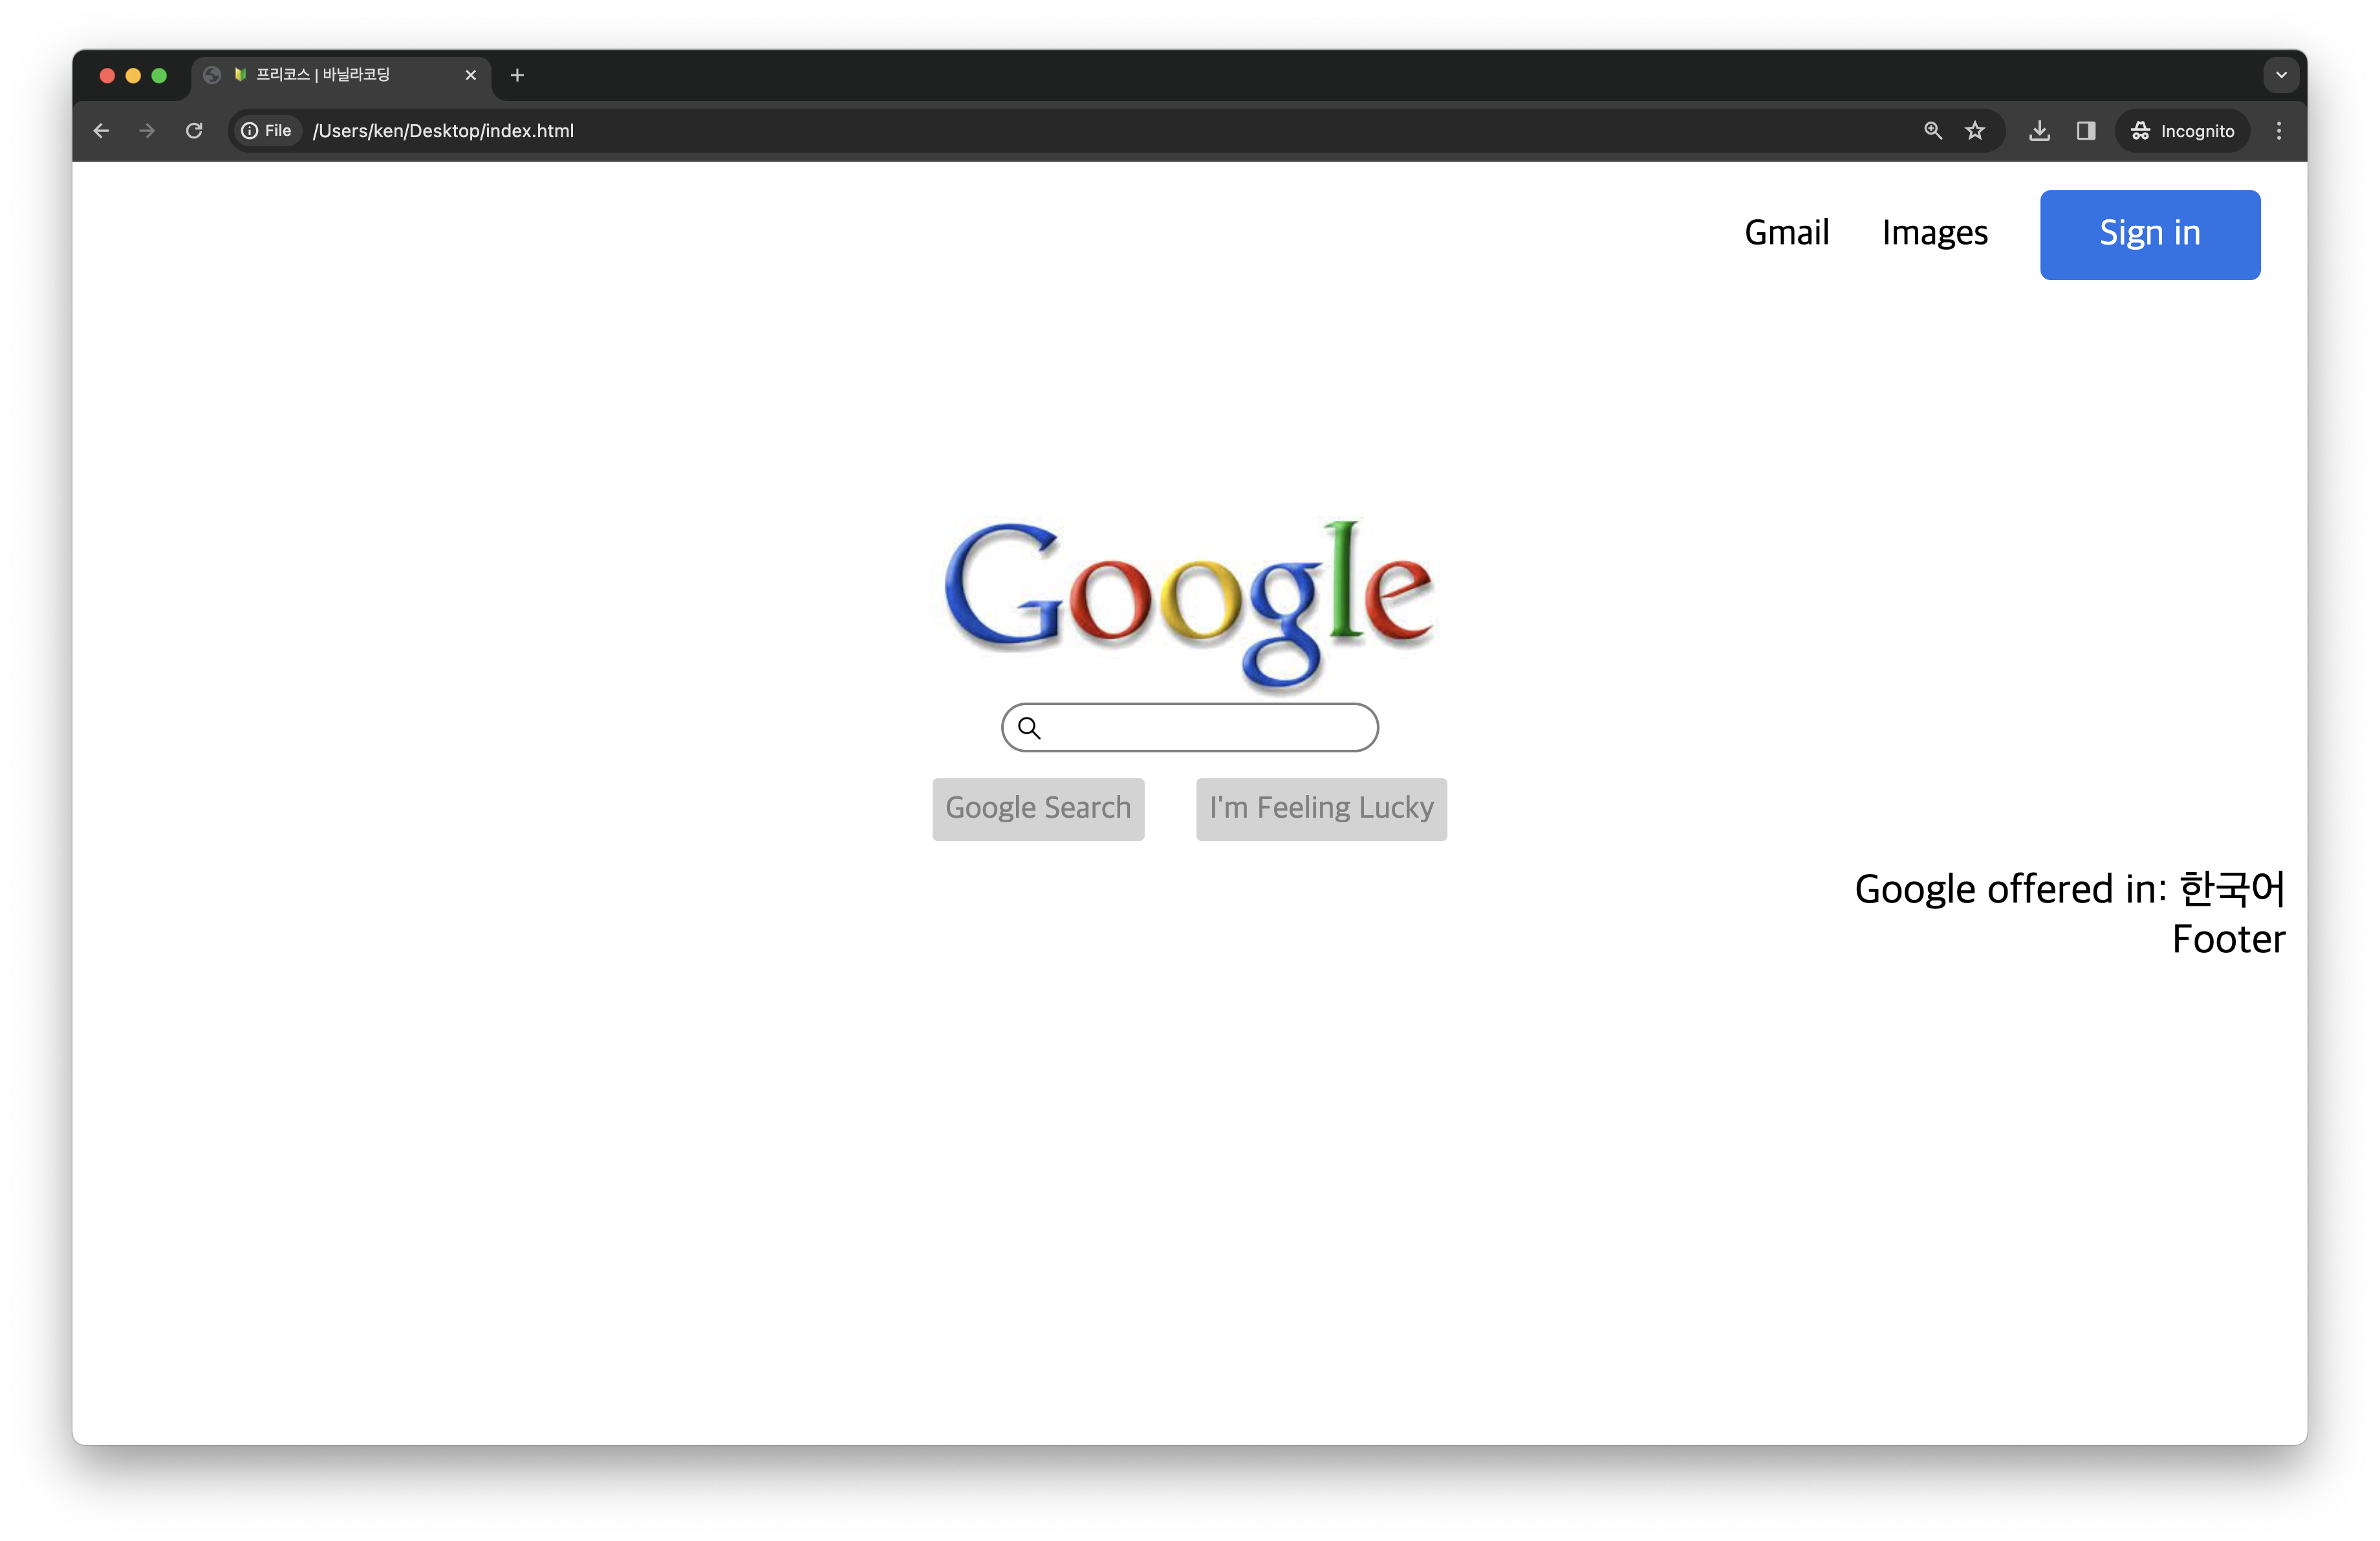 프리코스 | 바닐라코딩
File /Users/ken/Desktop/index.html Incognito
Gmail Images Sign in
Google
Google Search I'm Feeling Lucky
Google offered in: 한국어
Footer